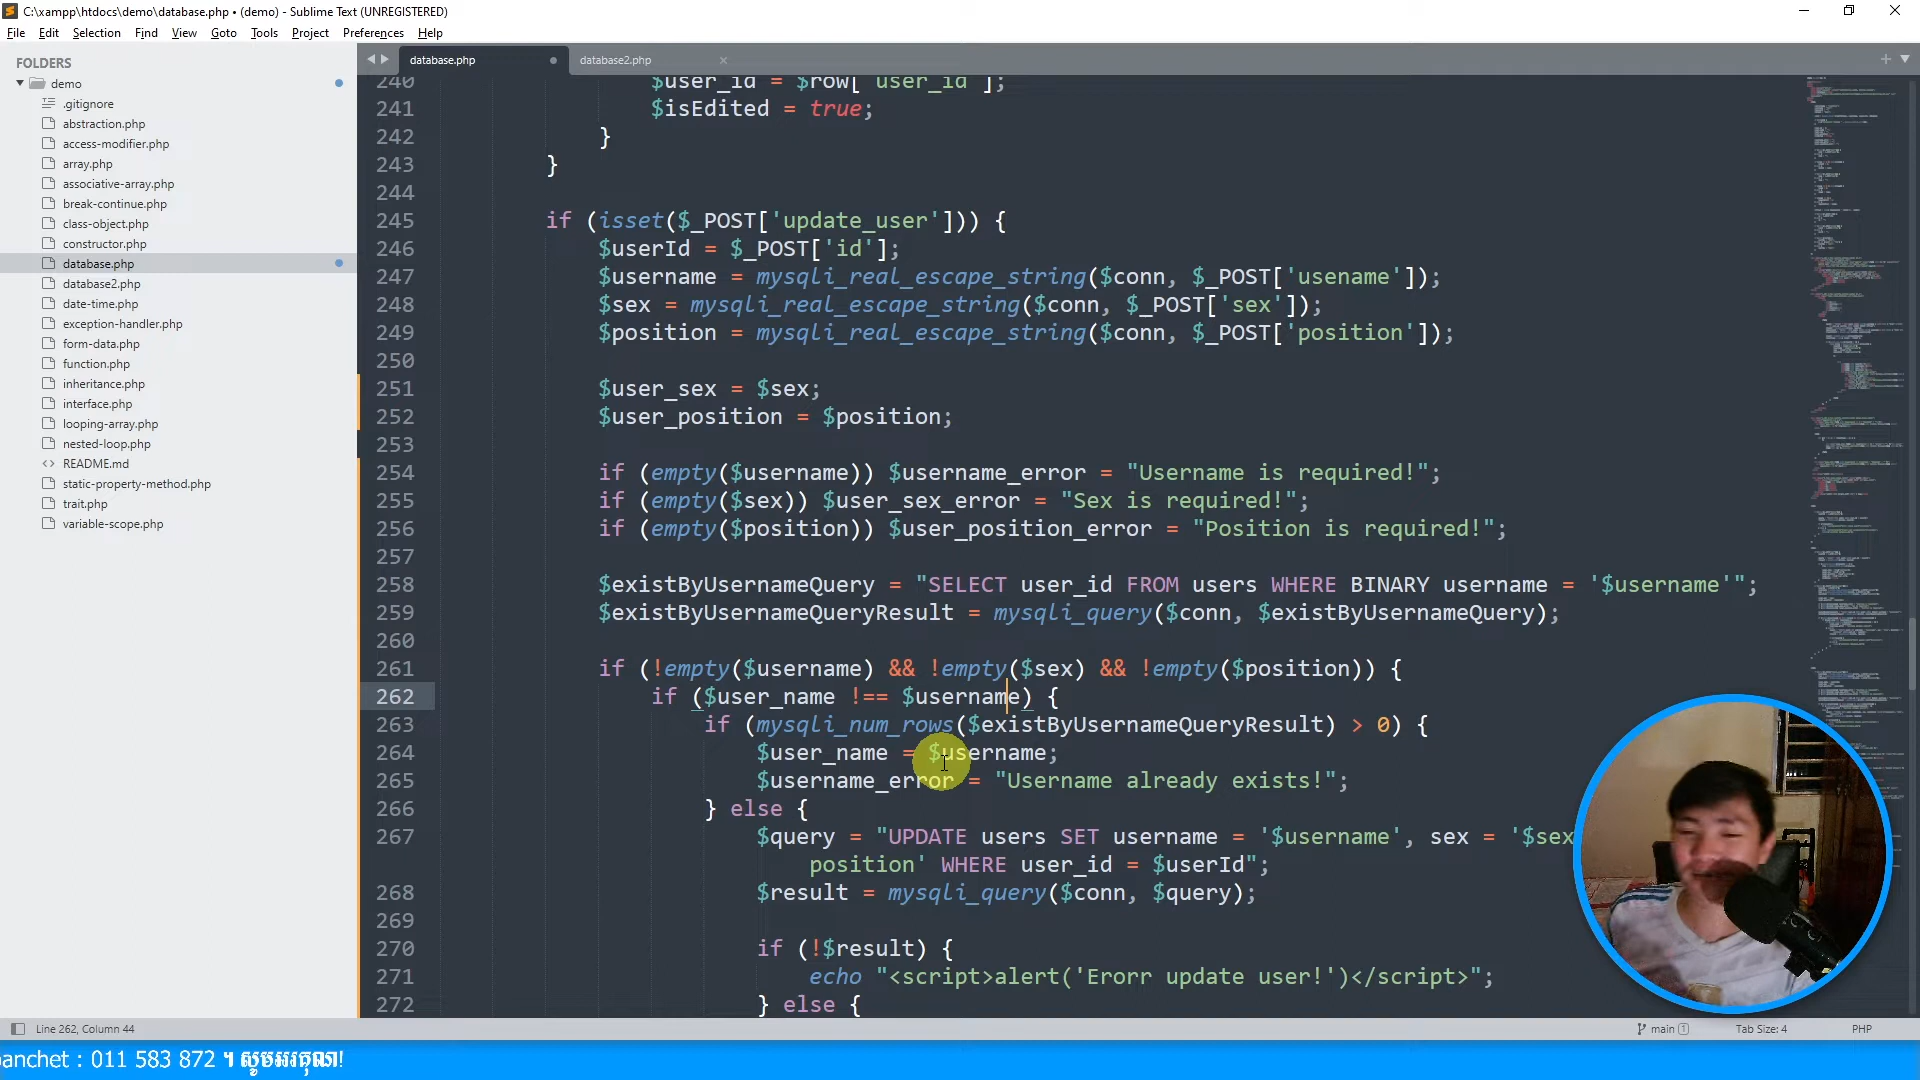 C:\xampp\htdocs\demo\database.php • (demo) - Sublime Text (UNREGISTERED)
File Edit Selection Find View Goto Tools Project Preferences Help
FOLDERS
demo
.gitignore
abstraction.php
access-modifier.php
array.php
associative-array.php
break-continue.php
class-object.php
constructor.php
database.php
database2.php
date-time.php
exception-handler.php
form-data.php
function.php
inheritance.php
interface.php
looping-array.php
nested-loop.php
README.md
static-property-method.php
trait.php
variable-scope.php
database.php database2.php
240 $user_id = $row['user_id'];
241 $isEdited = true;
242 }
243 }
244
245 if (isset($_POST['update_user'])) {
246 $userId = $_POST['id'];
247 $username = mysqli_real_escape_string($conn, $_POST['usename']);
248 $sex = mysqli_real_escape_string($conn, $_POST['sex']);
249 $position = mysqli_real_escape_string($conn, $_POST['position']);
250
251 $user_sex = $sex;
252 $user_position = $position;
253
254 if (empty($username)) $username_error = "Username is required!";
255 if (empty($sex)) $user_sex_error = "Sex is required!";
256 if (empty($position)) $user_position_error = "Position is required!";
257
258 $existByUsernameQuery = "SELECT user_id FROM users WHERE BINARY username = '$username'";
259 $existByUsernameQueryResult = mysqli_query($conn, $existByUsernameQuery);
260
261 if (!empty($username) && !empty($sex) && !empty($position)) {
262 if ($user_name !== $username) {
263 if (mysqli_num_rows($existByUsernameQueryResult) > 0) {
264 $user_name = $username;
265 $username_error = "Username already exists!";
266 } else {
267 $query = "UPDATE users SET username = '$username', sex = '$sex
position' WHERE user_id = $userId";
268 $result = mysqli_query($conn, $query);
269
270 if (!$result) {
271 echo "<script>alert('Erorr update user!')</script>";
272 } else {
Line 262, Column 44 main 1 Tab Size: 4 PHP
panchet : 011 583 872 ។ សូមអរគុណ!